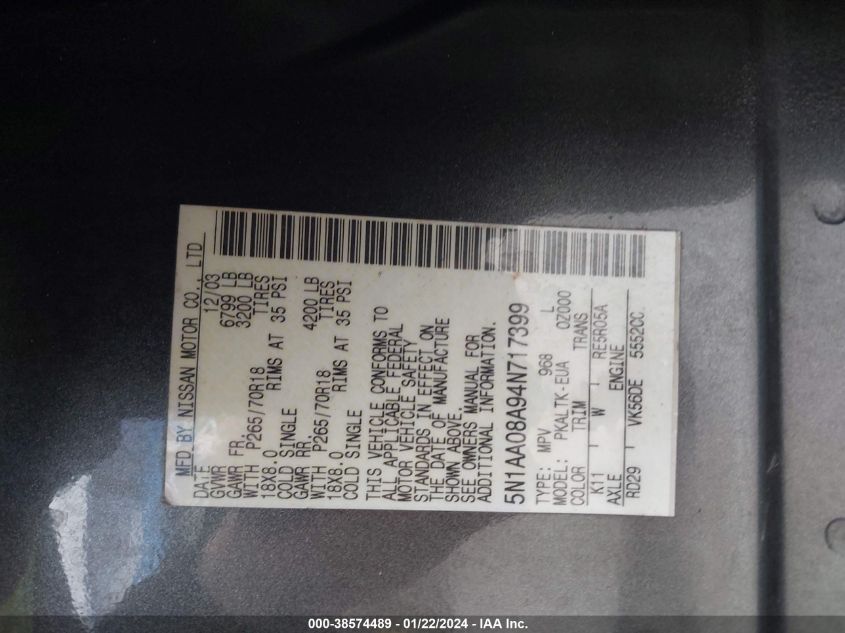 MFD BY NISSAN MOTOR CO., LTD
DATE 12/03
GVWR 6799 LB
GAWR FR. 3200 LB
WITH P265/70R18 TIRES
18X8.0 RIMS AT 35 PSI
COLD SINGLE
GAWR RR. 4200 LB
WITH P265/70R18 TIRES
18X8.0 RIMS AT 35 PSI
COLD SINGLE
THIS VEHICLE CONFORMS TO
ALL APPLICABLE FEDERAL
MOTOR VEHICLE SAFETY
STANDARDS IN EFFECT ON
THE DATE OF MANUFACTURE
SHOWN ABOVE.
SEE OWNERS MANUAL FOR
ADDITIONAL INFORMATION.
5N1AA08A94N717399
TYPE: MPV 968 L
MODEL: PKALTK-EUA 0Z000
COLOR TRIM TRANS
K11 W RE5R05A
AXLE ENGINE
RD29 VK56DE 5552CC
000-38574489 - 01/22/2024 - IAA Inc.